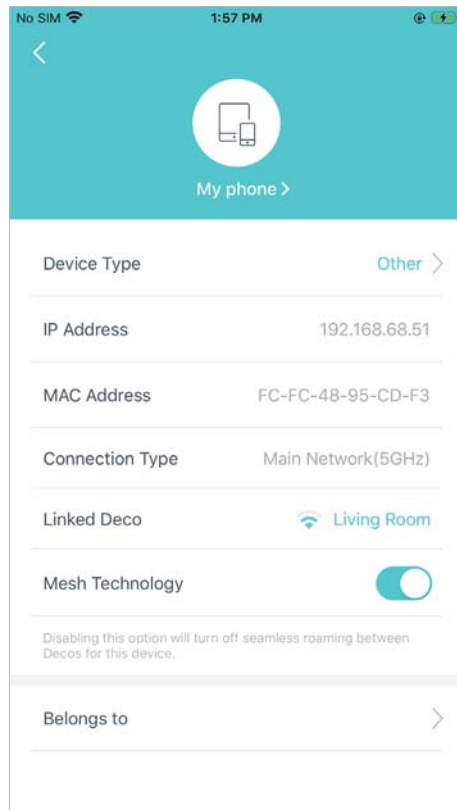 No SIM 1:57 PM
My phone >
Device Type Other >
IP Address 192.168.68.51
MAC Address FC-FC-48-95-CD-F3
Connection Type Main Network(5GHz)
Linked Deco Living Room
Mesh Technology
Disabling this option will turn off seamless roaming between
Decos for this device.
Belongs to >